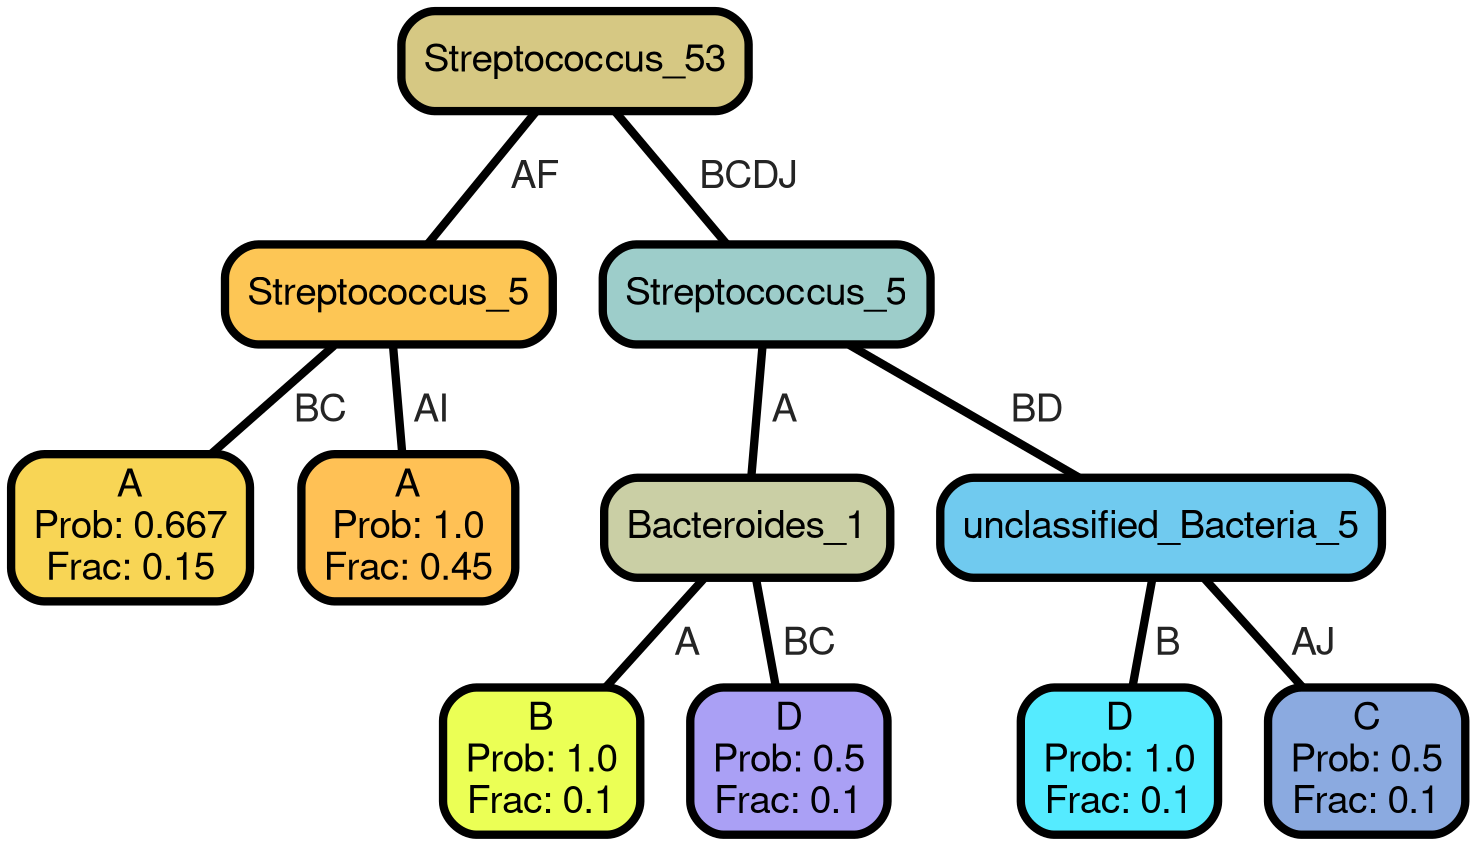 Streptococcus_53
AF
BCDJ
Streptococcus_5
Streptococcus_5
BC
AI
A
BD
A
Prob: 0.667
Frac: 0.15
A
Prob: 1.0
Frac: 0.45
Bacteroides_1
unclassified_Bacteria_5
A
BC
B
AJ
B
Prob: 1.0
Frac: 0.1
D
Prob: 0.5
Frac: 0.1
D
Prob: 1.0
Frac: 0.1
C
Prob: 0.5
Frac: 0.1